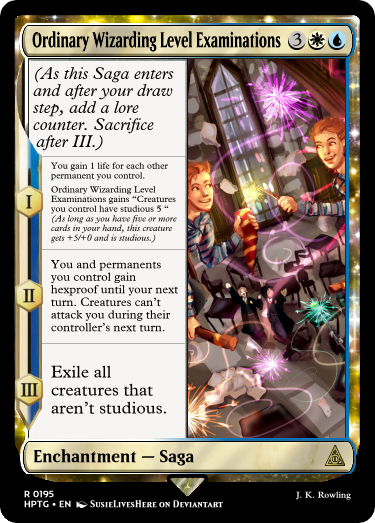 Ordinary Wizarding Level Examinations 3
(As this Saga enters
and after your draw
step, add a lore
counter. Sacrifice
after III.)
You gain 1 life for each other
permanent you control.
I
Ordinary Wizarding Level
Examinations gains “Creatures
you control have studious 5 “
(As long as you have five or more
cards in your hand, this creature
gets +5/+0 and is studious.)
II
You and permanents
you control gain
hexproof until your next
turn. Creatures can’t
attack you during their
controller’s next turn.
III
Exile all
creatures that
aren’t studious.
Enchantment — Saga
R 0195
HPTG • EN SusieLivesHere on Deviantart
J. K. Rowling